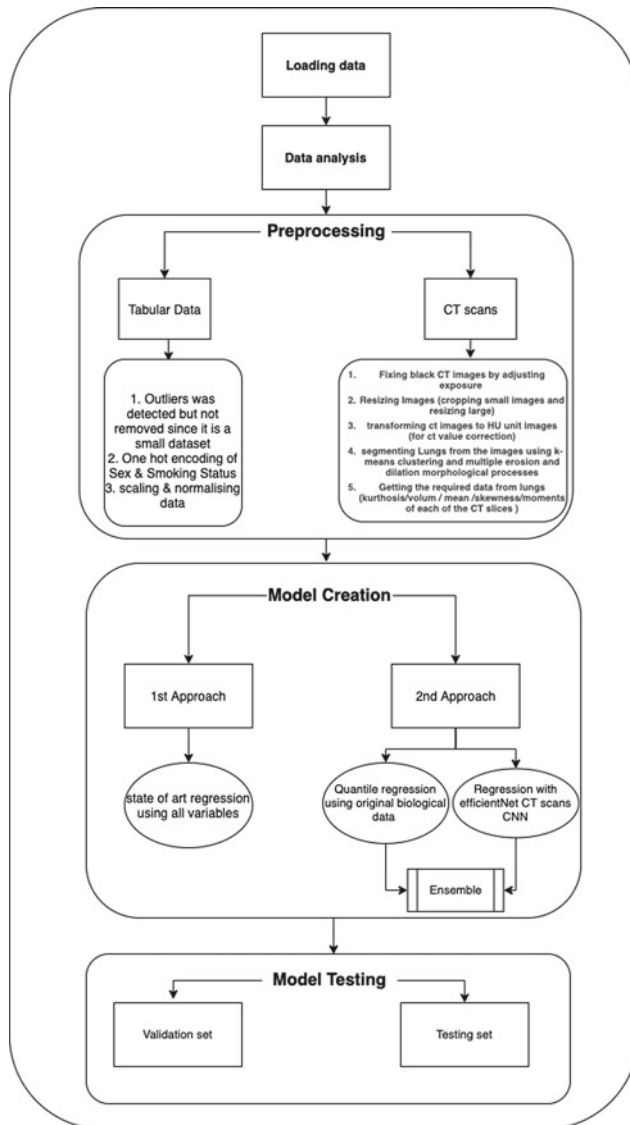 Loading data
Data analysis
Preprocessing
Tabular Data
CT scans
1. Outliers was
detected but not
removed since it is a
small dataset
2. One hot encoding of
Sex & Smoking Status
3. scaling & normalising
data
1. Fixing black CT images by adjusting
exposure
2. Resizing Images (cropping small images and
resizing large)
3. transforming ct images to HU unit images
(for ct value correction)
4. segmenting Lungs from the images using k-
means clustering and multiple erosion and
dilation morphological processes
5. Getting the required data from lungs
(kurthosis/volum / mean /skewness/moments
of each of the CT slices )
Model Creation
1st Approach
2nd Approach
state of art regression
using all variables
Quantile regression
using original biological
data
Regression with
efficientNet CT scans
CNN
Ensemble
Model Testing
Validation set
Testing set